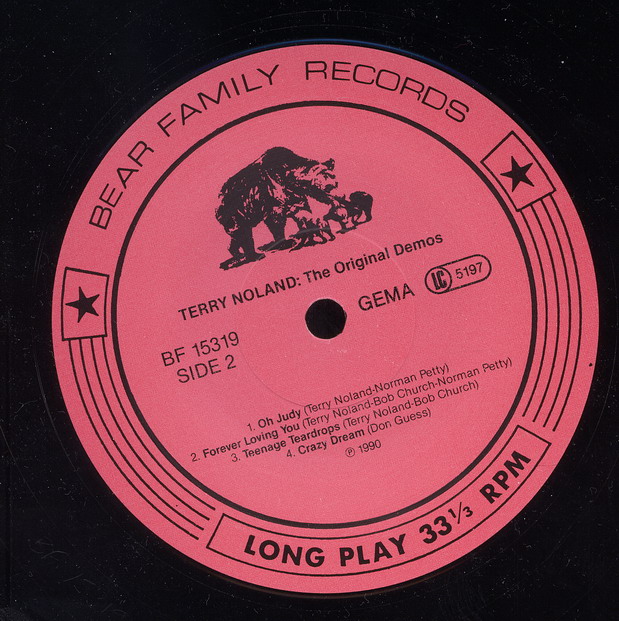 BEAR FAMILY RECORDS
TERRY NOLAND: The Original Demos
BF 15319
SIDE 2
GEMA
LC 5197
1. Oh Judy (Terry Noland-Norman Petty)
2. Forever Loving You (Terry Noland-Bob Church-Norman Petty)
3. Teenage Teardrops (Terry Noland-Bob Church)
4. Crazy Dream (Don Guess)
℗ 1990
LONG PLAY 33⅓ RPM